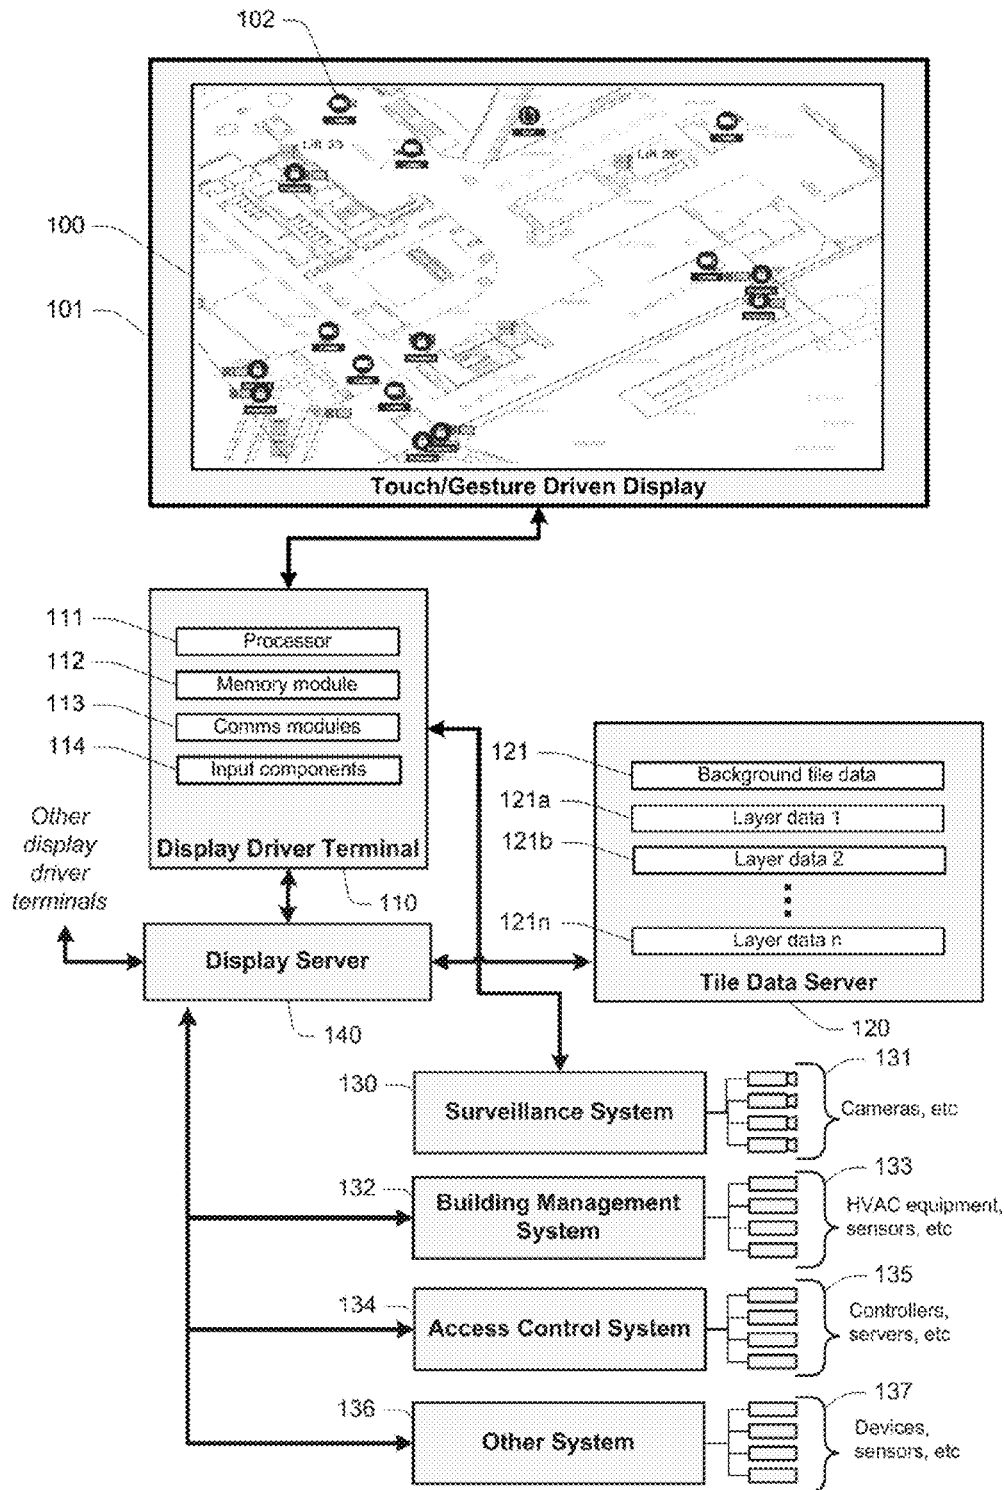 102
100
101
Touch/Gesture Driven Display
111
Processor
112
Memory module
113
Comms modules
114
Input components
Display Driver Terminal
110
Other
display
driver
terminals
121
Background tile data
121a
Layer data 1
121b
Layer data 2
121n
Layer data n
Tile Data Server
120
Display Server
140
130
Surveillance System
131
Cameras, etc
132
Building Management
System
133
HVAC equipment,
sensors, etc
134
Access Control System
135
Controllers,
servers, etc
136
Other System
137
Devices,
sensors, etc